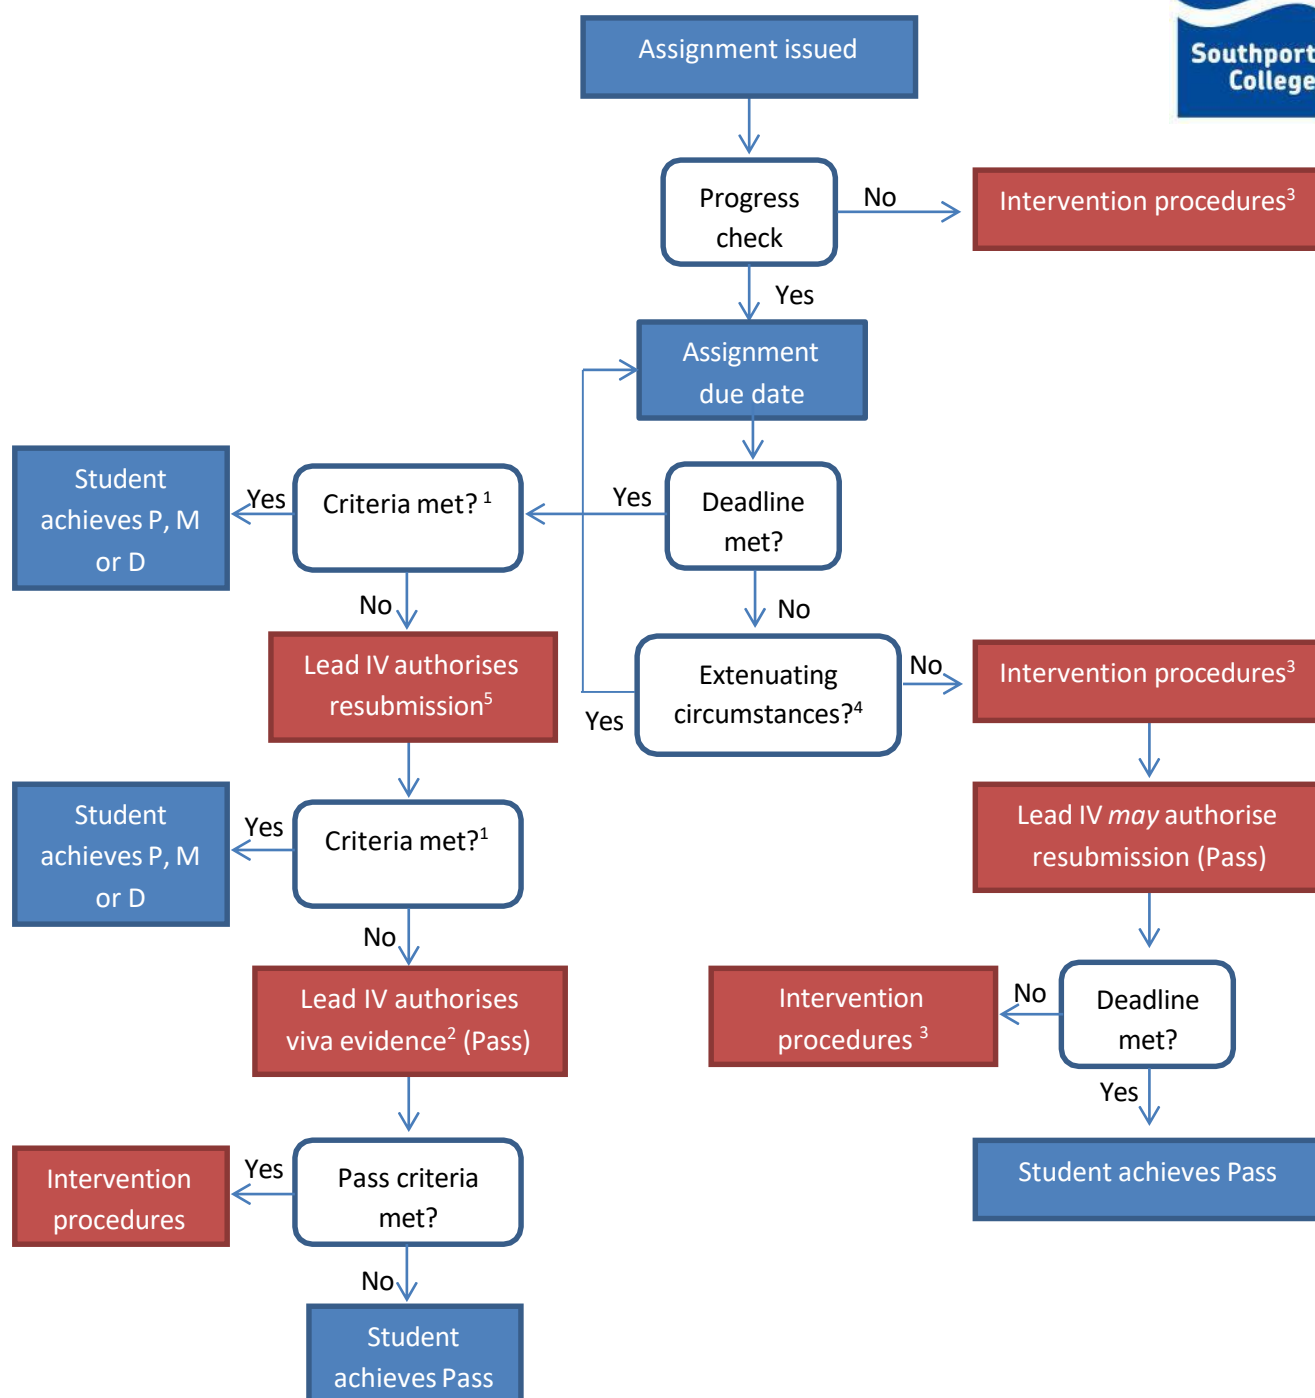 Assignment issued
Southport
College
Progress
check
No
Intervention procedures³
Yes
Assignment
due date
Student
achieves P, M
or D
Yes
Criteria met? ¹
Yes
Deadline
met?
No
No
Lead IV authorises
resubmission⁵
Extenuating
circumstances?⁴
Yes
No
Intervention procedures³
Student
achieves P, M
or D
Yes
Criteria met?¹
Lead IV may authorise
resubmission (Pass)
No
Lead IV authorises
viva evidence² (Pass)
Intervention
procedures ³
No
Deadline
met?
Yes
Intervention
procedures
Yes
Pass criteria
met?
Student achieves Pass
No
Student
achieves Pass